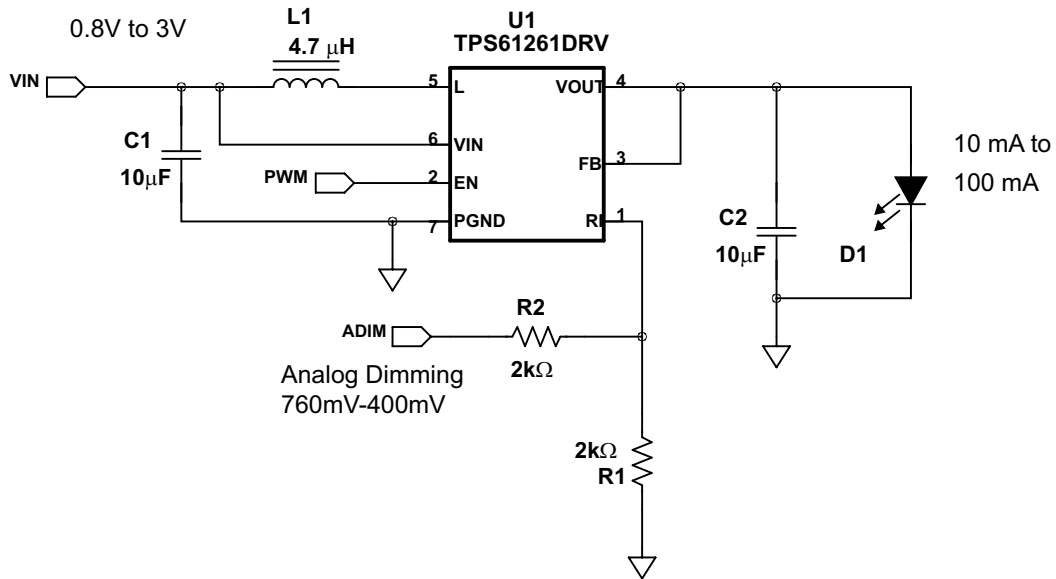 0.8V to 3V
L1
4.7 μH
U1
TPS61261DRV
VIN
5
L
VOUT
4
C1
10μF
6
VIN
FB
3
PWM
2
EN
7
PGND
RI
1
C2
10μF
D1
10 mA to
100 mA
ADIM
R2
2kΩ
Analog Dimming
760mV-400mV
2kΩ
R1